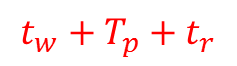 t_w + T_p + t_r